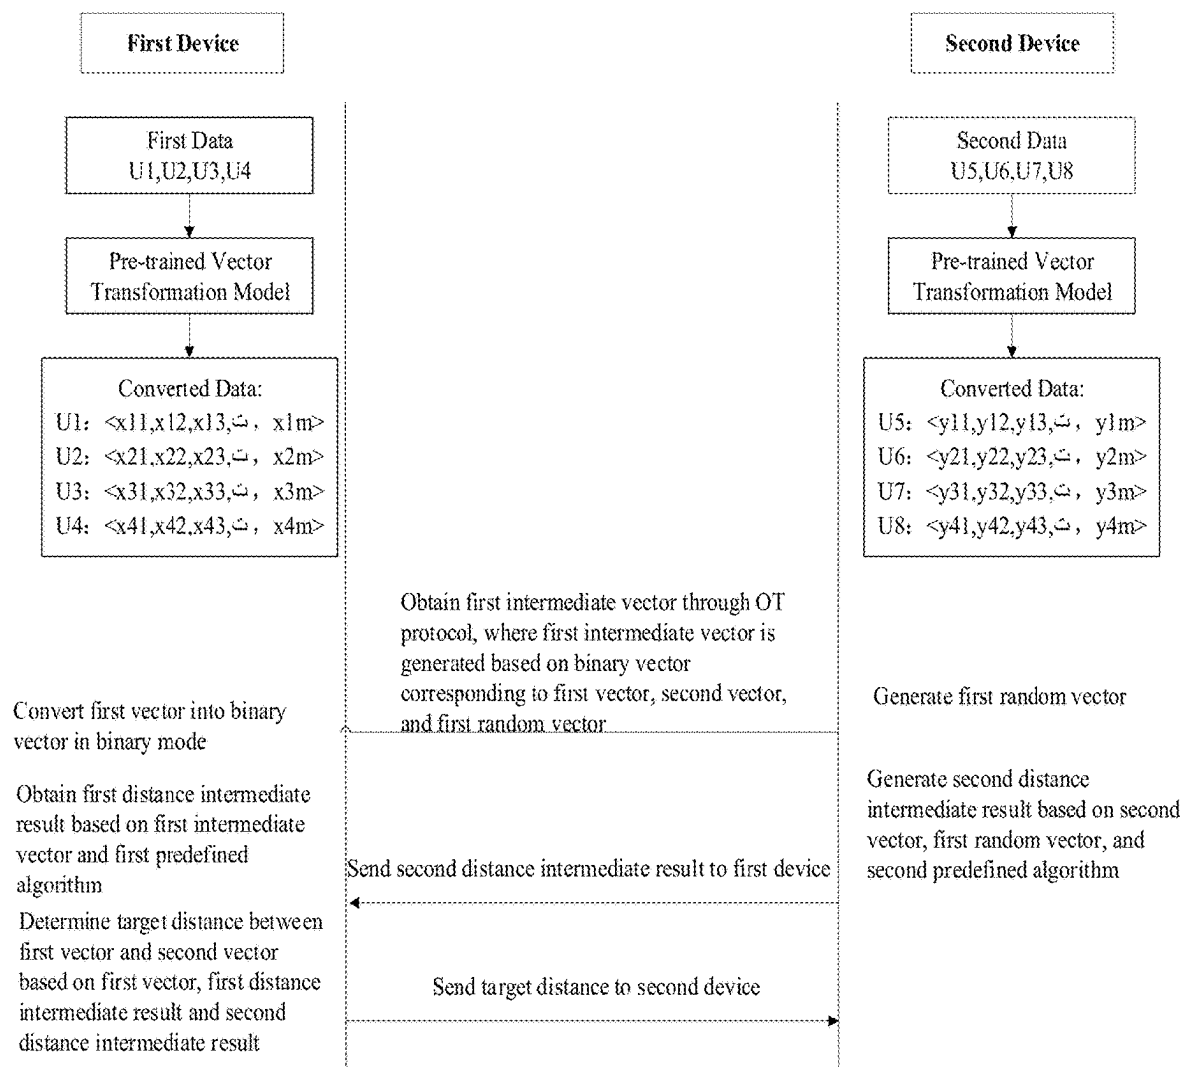 First Device
Second Device
First Data
U1,U2,U3,U4
Second Data
U5,U6,U7,U8
Pre-trained Vector
Transformation Model
Pre-trained Vector
Transformation Model
Converted Data:
U1: <x11,x12,x13,ت, x1m>
U2: <x21,x22,x23,ت, x2m>
U3: <x31,x32,x33,ت, x3m>
U4: <x41,x42,x43,ت, x4m>
Converted Data:
U5: <y11,y12,y13,ت, y1m>
U6: <y21,y22,y23,ت, y2m>
U7: <y31,y32,y33,ت, y3m>
U8: <y41,y42,y43,ت, y4m>
Obtain first intermediate vector through OT
protocol, where first intermediate vector is
generated based on binary vector
corresponding to first vector, second vector,
and first random vector
Generate first random vector
Convert first vector into binary
vector in binary mode
Obtain first distance intermediate
result based on first intermediate
vector and first predefined
algorithm
Generate second distance
intermediate result based on second
vector, first random vector, and
second predefined algorithm
Send second distance intermediate result to first device
Determine target distance between
first vector and second vector
based on first vector, first distance
intermediate result and second
distance intermediate result
Send target distance to second device